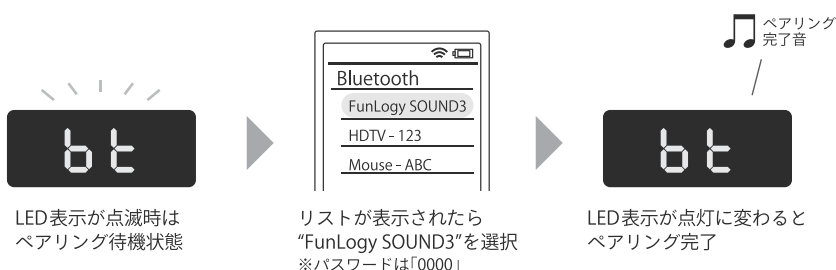 ペアリング
完了音
bt
LED表示が点滅時は
ペアリング待機状態
Bluetooth
FunLogy SOUND3
HDTV - 123
Mouse - ABC
リストが表示されたら
“FunLogy SOUND3”を選択
※パスワードは「0000」
bt
LED表示が点灯に変わると
ペアリング完了